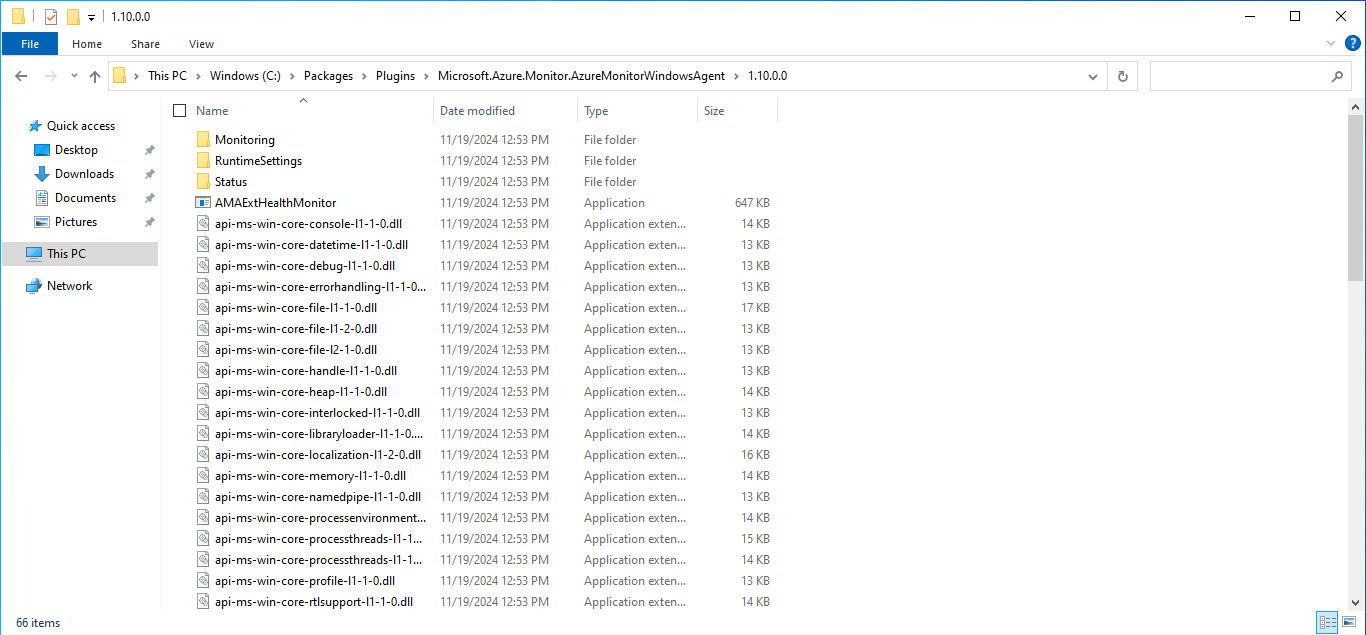 1.10.0.0
File Home Share View
This PC Windows (C:) Packages Plugins Microsoft.Azure.Monitor.AzureMonitorWindowsAgent 1.10.0.0
Quick access
Desktop
Downloads
Documents
Pictures
This PC
Network
Name Date modified Type Size
Monitoring 11/19/2024 12:53 PM File folder
RuntimeSettings 11/19/2024 12:53 PM File folder
Status 11/19/2024 12:53 PM File folder
AMAExtHealthMonitor 11/19/2024 12:53 PM Application 647 KB
api-ms-win-core-console-l1-1-0.dll 11/19/2024 12:53 PM Application exten... 14 KB
api-ms-win-core-datetime-l1-1-0.dll 11/19/2024 12:53 PM Application exten... 13 KB
api-ms-win-core-debug-l1-1-0.dll 11/19/2024 12:53 PM Application exten... 13 KB
api-ms-win-core-errorhandling-l1-1-0... 11/19/2024 12:53 PM Application exten... 13 KB
api-ms-win-core-file-l1-1-0.dll 11/19/2024 12:53 PM Application exten... 17 KB
api-ms-win-core-file-l1-2-0.dll 11/19/2024 12:53 PM Application exten... 13 KB
api-ms-win-core-file-l2-1-0.dll 11/19/2024 12:53 PM Application exten... 13 KB
api-ms-win-core-handle-l1-1-0.dll 11/19/2024 12:53 PM Application exten... 13 KB
api-ms-win-core-heap-l1-1-0.dll 11/19/2024 12:53 PM Application exten... 14 KB
api-ms-win-core-interlocked-l1-1-0.dll 11/19/2024 12:53 PM Application exten... 13 KB
api-ms-win-core-libraryloader-l1-1-0.... 11/19/2024 12:53 PM Application exten... 14 KB
api-ms-win-core-localization-l1-2-0.dll 11/19/2024 12:53 PM Application exten... 16 KB
api-ms-win-core-memory-l1-1-0.dll 11/19/2024 12:53 PM Application exten... 14 KB
api-ms-win-core-namedpipe-l1-1-0.dll 11/19/2024 12:53 PM Application exten... 13 KB
api-ms-win-core-processenvironment... 11/19/2024 12:53 PM Application exten... 14 KB
api-ms-win-core-processthreads-l1-1... 11/19/2024 12:53 PM Application exten... 15 KB
api-ms-win-core-processthreads-l1-1... 11/19/2024 12:53 PM Application exten... 14 KB
api-ms-win-core-profile-l1-1-0.dll 11/19/2024 12:53 PM Application exten... 13 KB
api-ms-win-core-rtlsupport-l1-1-0.dll 11/19/2024 12:53 PM Application exten... 14 KB
66 items